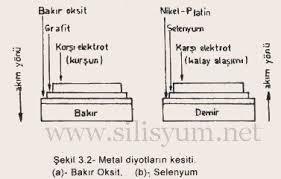 Bakır oksit
Grafit
Karşı elektrot
(kurşun)
akım yönü
Bakır
Nikel-Platin
Selenyum
Karşı elektrot
(kalay alaşımı)
akım yönü
Demir
www.silisyum.net
Şekil 3.2- Metal diyotların kesiti.
(a)- Bakır Oksit, (b)- Selenyum